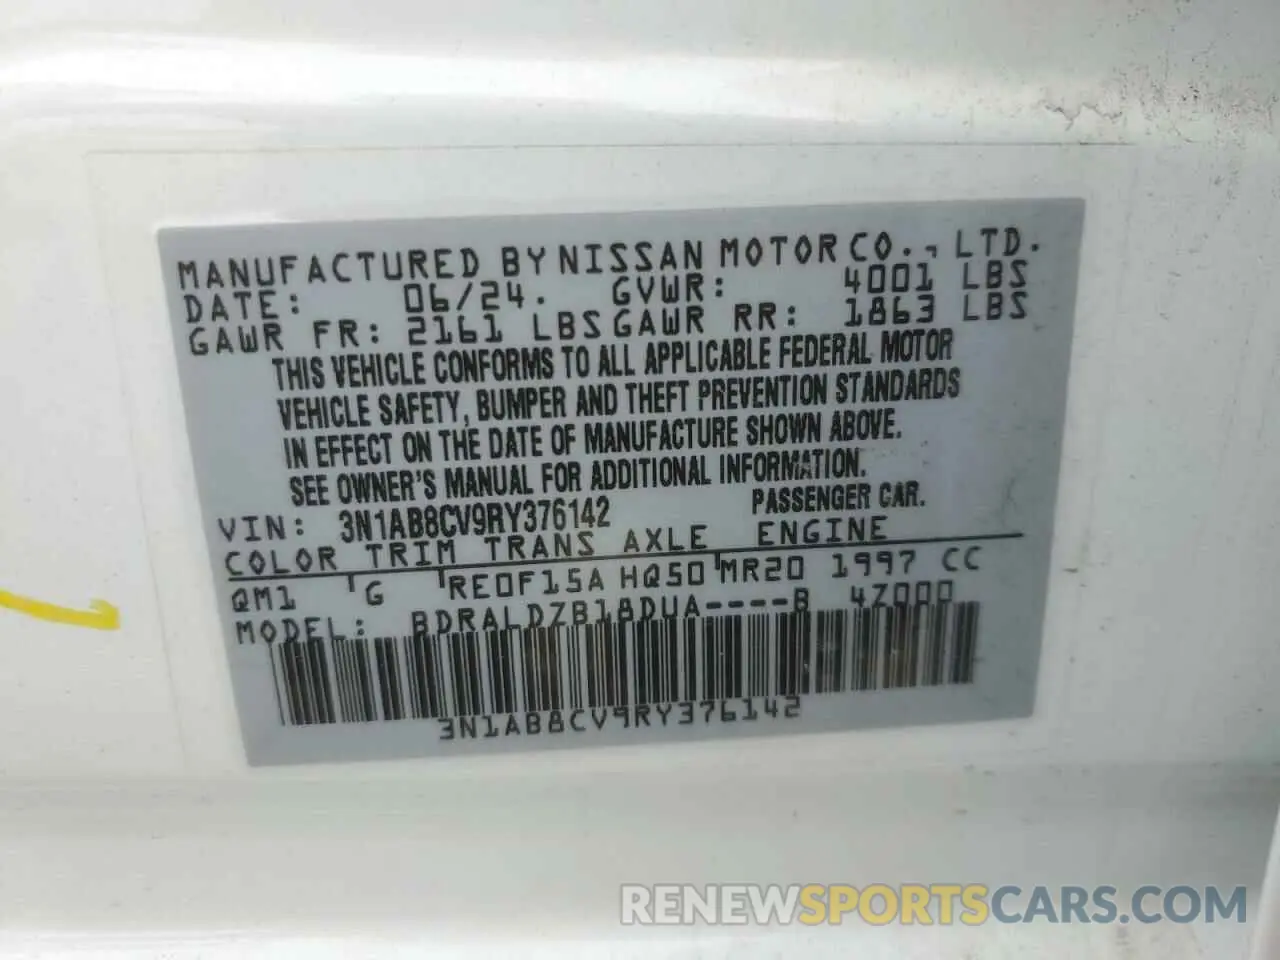 MANUFACTURED BY NISSAN MOTOR CO., LTD.
DATE: 06/24. GVWR: 4001 LBS
GAWR FR: 2161 LBS GAWR RR: 1863 LBS
THIS VEHICLE CONFORMS TO ALL APPLICABLE FEDERAL MOTOR
VEHICLE SAFETY, BUMPER AND THEFT PREVENTION STANDARDS
IN EFFECT ON THE DATE OF MANUFACTURE SHOWN ABOVE.
SEE OWNER'S MANUAL FOR ADDITIONAL INFORMATION.
VIN: 3N1AB8CV9RY376142 PASSENGER CAR.
COLOR TRIM TRANS AXLE ENGINE
QM1 G RE0F15A HQ50 MR20 1997 CC
MODEL: BDRALDZB18DUA----B 4Z000
3N1AB8CV9RY376142
RENEWSPORTSCARS.COM